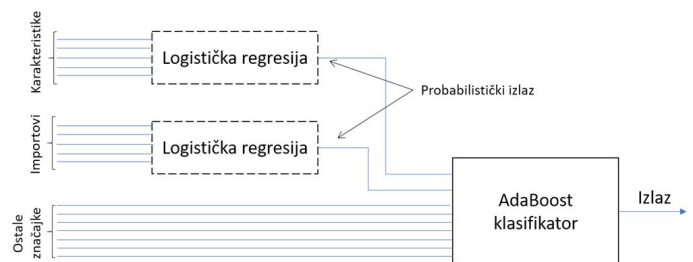 Karakteristike
Logistička regresija
Probabilistički izlaz
Importovi
Logistička regresija
Ostale
značajke
AdaBoost
klasifikator
Izlaz